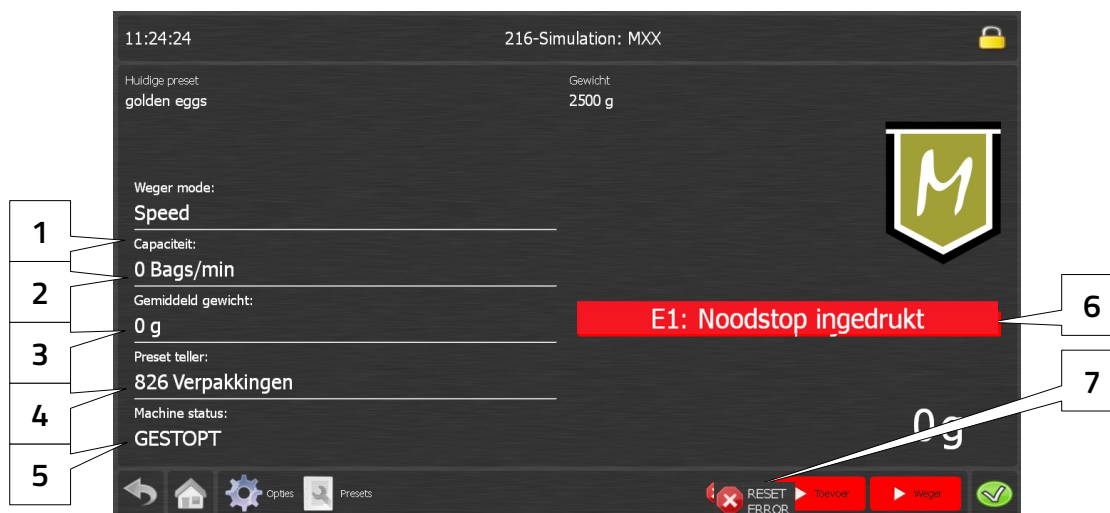 11:24:24
216-Simulation: MXX
Huidige preset
golden eggs
Gewicht
2500 g
M
Weger mode:
Speed
1
Capaciteit:
0 Bags/min
2
Gemiddeld gewicht:
0 g
E1: Noodstop ingedrukt
6
3
Preset teller:
826 Verpakkingen
7
4
Machine status:
GESTOPT
0g
5
Opties
Presets
RESET
ERROR
Toevoer
Weger